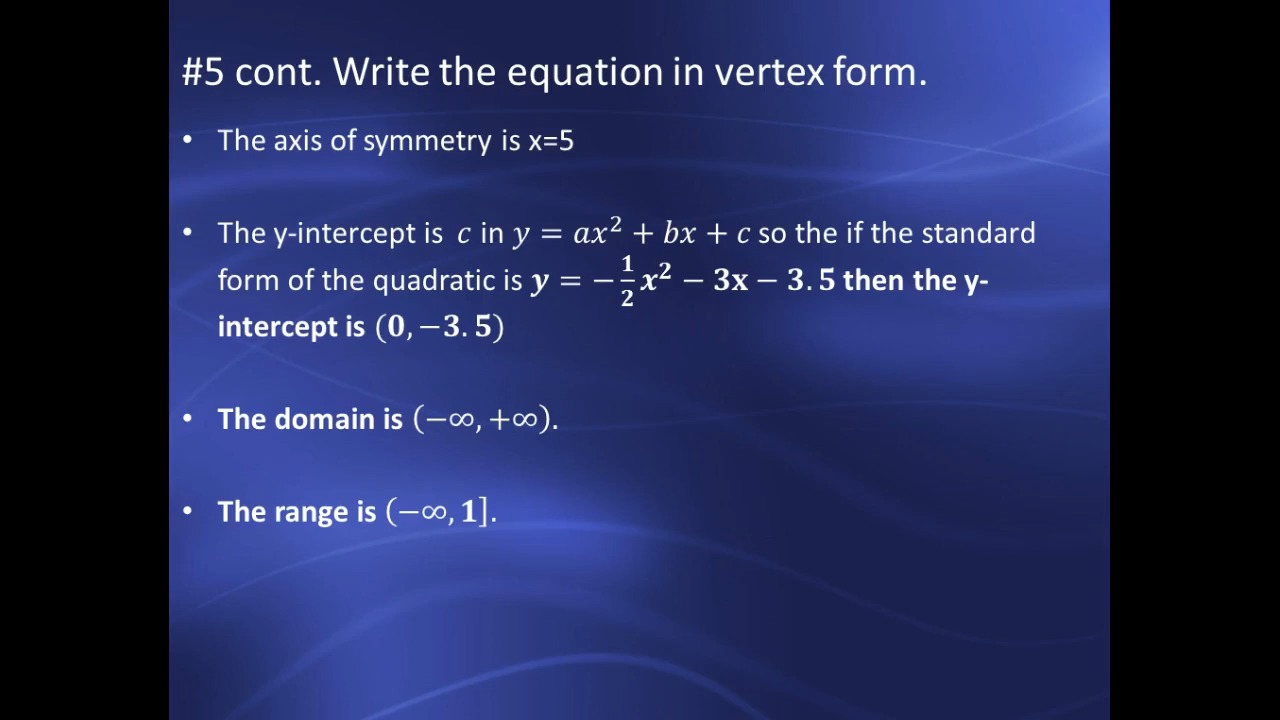 #5 cont. Write the equation in vertex form.
• The axis of symmetry is x=5
• The y-intercept is c in y = ax² + bx + c so the if the standard
form of the quadratic is y = −½x² − 3x − 3.5 then the y-
intercept is (0, −3.5)
• The domain is (−∞, +∞).
• The range is (−∞, 1].